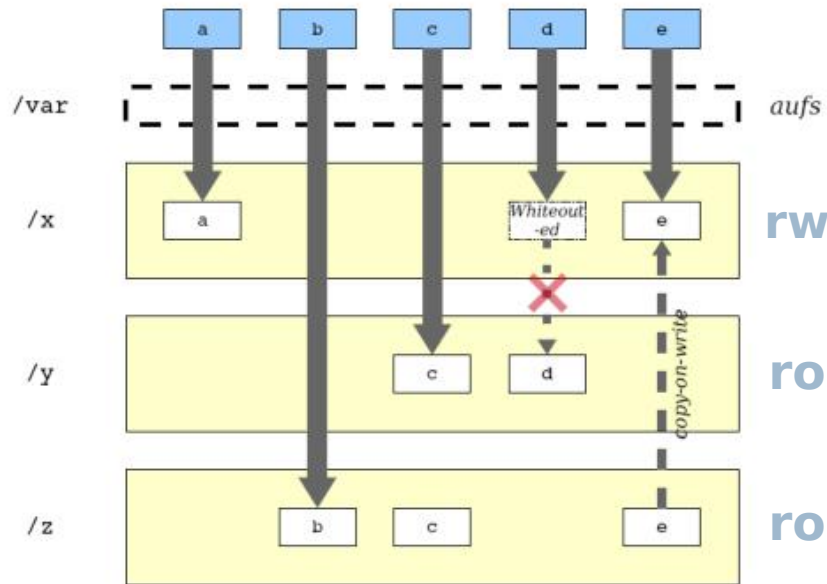 a b c d e
/var aufs
/x a Whiteout e rw
-ed
/y c d ro
copy-on-write
/z b c e ro